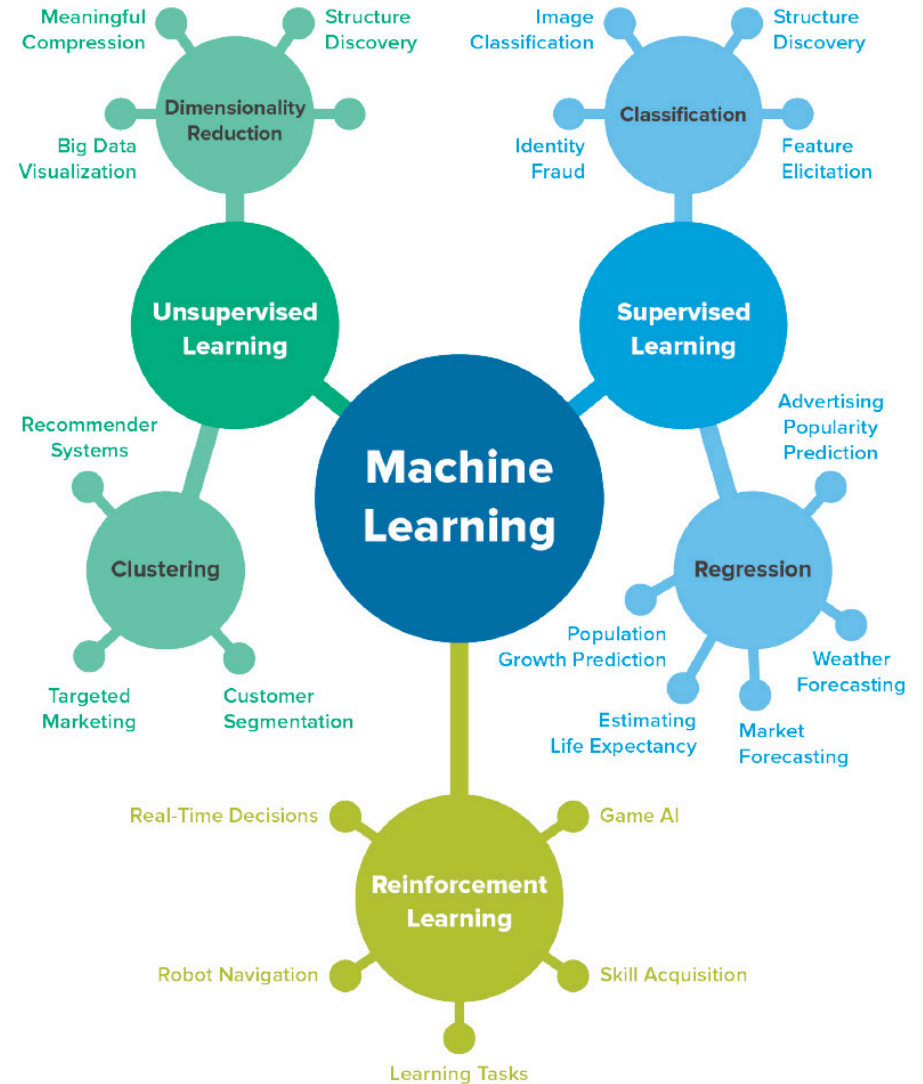 Meaningful
Compression
Structure
Discovery
Dimensionality
Reduction
Big Data
Visualization
Image
Classification
Structure
Discovery
Classification
Identity
Fraud
Feature
Elicitation
Unsupervised
Learning
Supervised
Learning
Machine
Learning
Recommender
Systems
Clustering
Targeted
Marketing
Customer
Segmentation
Advertising
Popularity
Prediction
Regression
Population
Growth Prediction
Weather
Forecasting
Estimating
Life Expectancy
Market
Forecasting
Real-Time Decisions
Game AI
Reinforcement
Learning
Robot Navigation
Skill Acquisition
Learning Tasks